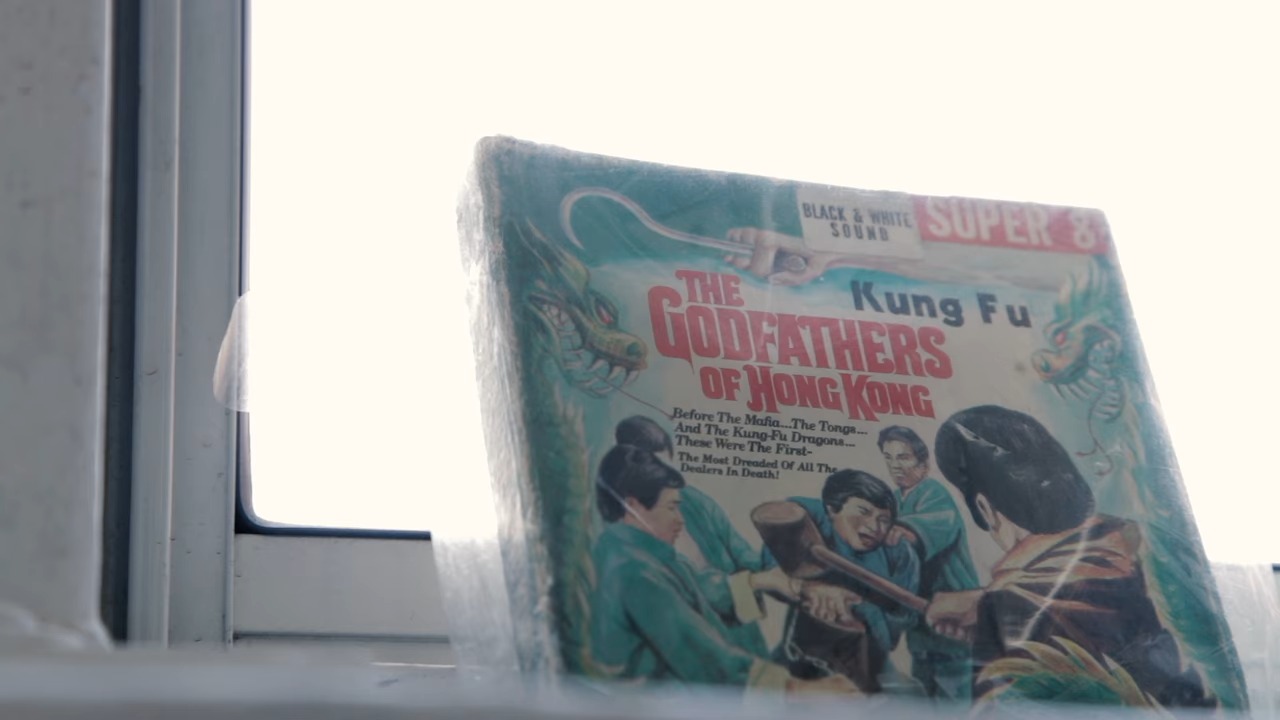 BLACK & WHITE
SOUND
SUPER 8
Kung Fu
THE
GODFATHERS
OF HONG KONG
Before The Mafia...The Tongs...
And The Kung-Fu Dragons...
These Were The First-
The Most Dreaded Of All The
Dealers In Death!